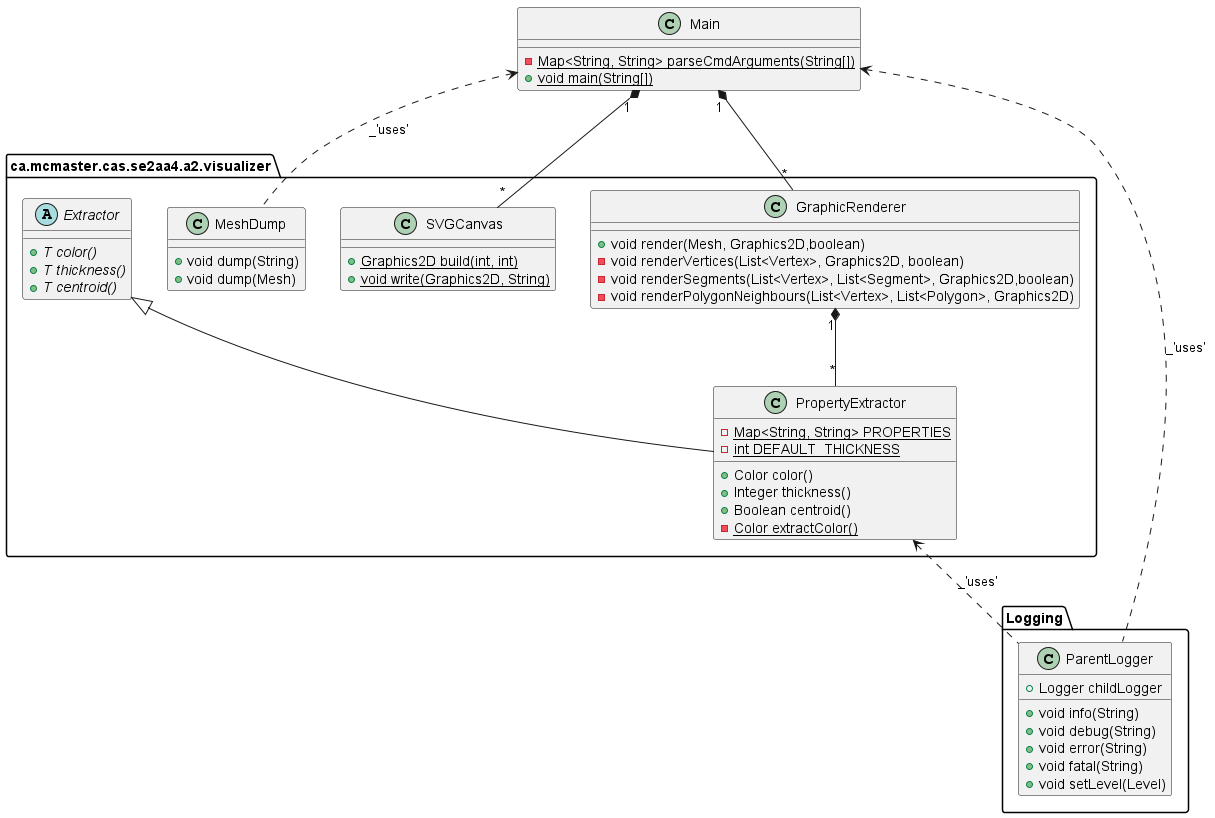 C Main
Map<String, String> parseCmdArguments(String[])
void main(String[])
1
1
_'uses'
_'uses'
ca.mcmaster.cas.se2aa4.a2.visualizer
*
*
A Extractor
T color()
T thickness()
T centroid()
C MeshDump
void dump(String)
void dump(Mesh)
C SVGCanvas
Graphics2D build(int, int)
void write(Graphics2D, String)
C GraphicRenderer
void render(Mesh, Graphics2D,boolean)
void renderVertices(List<Vertex>, Graphics2D, boolean)
void renderSegments(List<Vertex>, List<Segment>, Graphics2D,boolean)
void renderPolygonNeighbours(List<Vertex>, List<Polygon>, Graphics2D)
1
*
C PropertyExtractor
Map<String, String> PROPERTIES
int DEFAULT_THICKNESS
Color color()
Integer thickness()
Boolean centroid()
Color extractColor()
_'uses'
Logging
C ParentLogger
Logger childLogger
void info(String)
void debug(String)
void error(String)
void fatal(String)
void setLevel(Level)